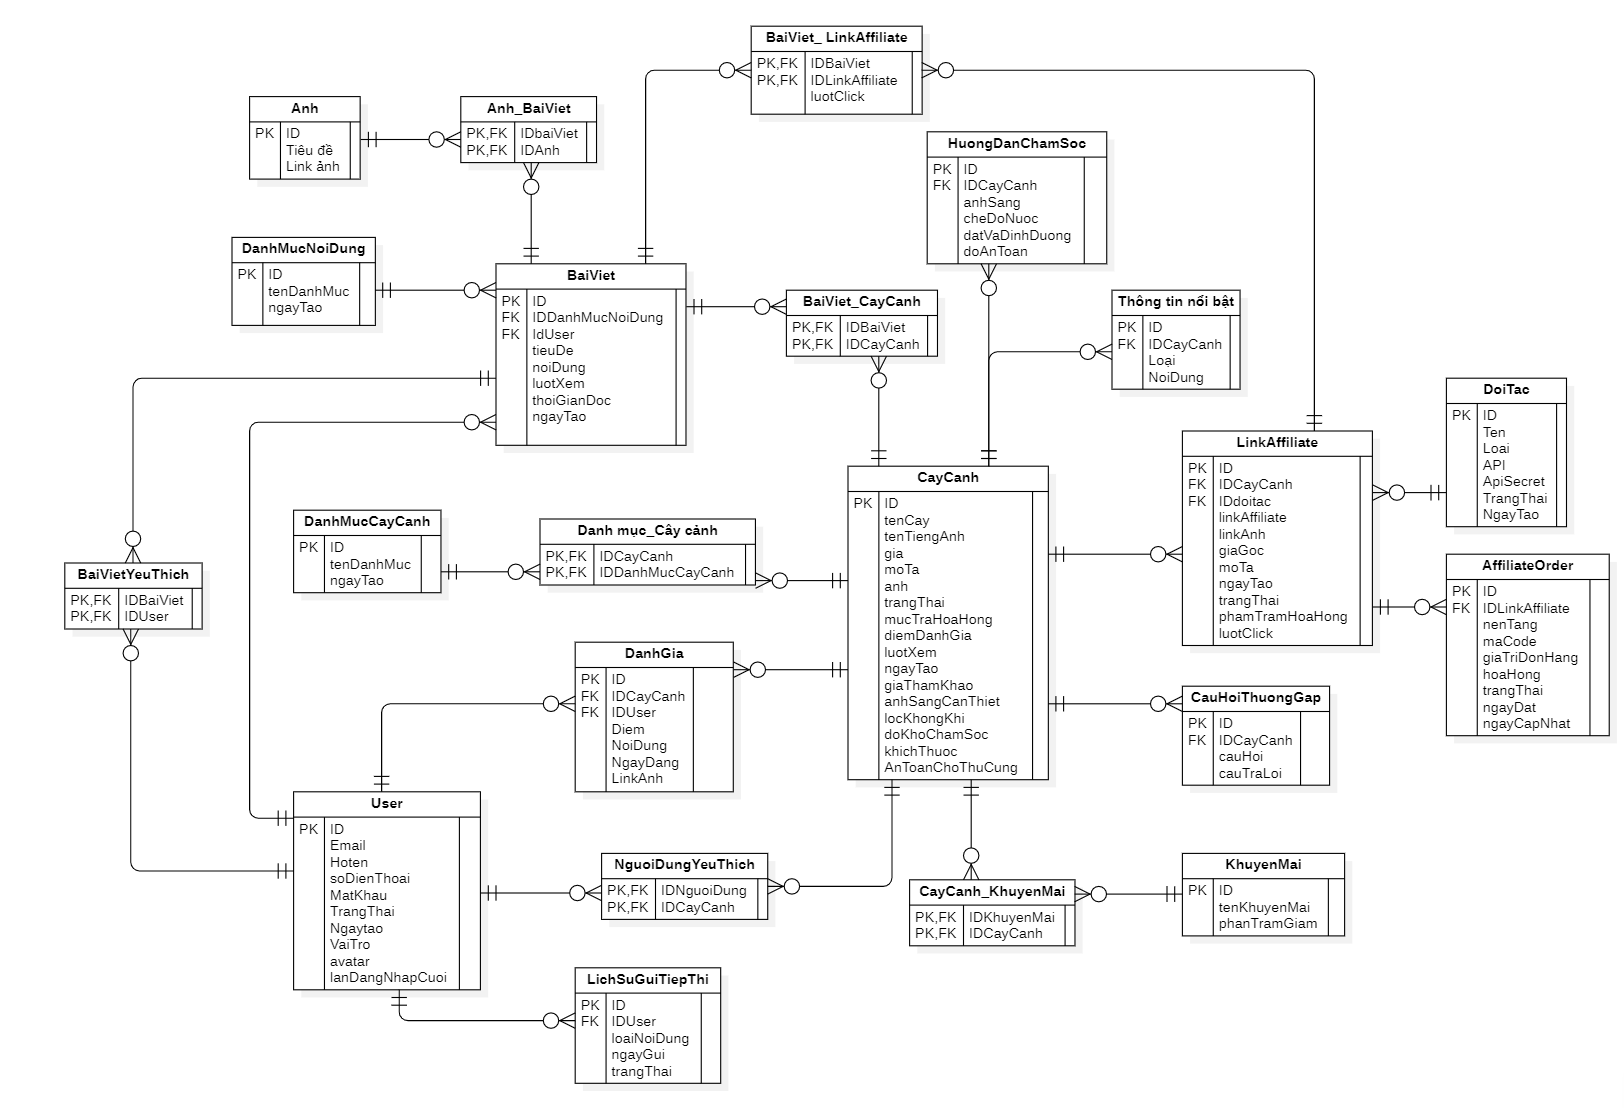 BaiViet_ LinkAffiliate
PK,FK IDBaiViet
PK,FK IDLinkAffiliate
luotClick
Anh
PK ID
Tiêu đề
Link ảnh
Anh_BaiViet
PK,FK IDbaiViet
PK,FK IDAnh
HuongDanChamSoc
PK ID
FK IDCayCanh
anhSang
cheDoNuoc
datVaDinhDuong
doAnToan
DanhMucNoiDung
PK ID
tenDanhMuc
ngayTao
BaiViet
PK ID
FK IDDanhMucNoiDung
FK IdUser
tieuDe
noiDung
luotXem
thoiGianDoc
ngayTao
BaiViet_CayCanh
PK,FK IDBaiViet
PK,FK IDCayCanh
Thông tin nổi bật
PK ID
FK IDCayCanh
Loại
NoiDung
DoiTac
PK ID
Ten
Loai
API
ApiSecret
TrangThai
NgayTao
LinkAffiliate
PK ID
FK IDCayCanh
FK IDdoitac
linkAffiliate
linkAnh
giaGoc
moTa
ngayTao
trangThai
phamTramHoaHong
luotClick
CayCanh
PK ID
tenCay
tenTiengAnh
gia
moTa
anh
trangThai
mucTraHoaHong
diemDanhGia
luotXem
ngayTao
giaThamKhao
anhSangCanThiet
locKhongKhi
doKhoChamSoc
khichThuoc
AnToanChoThuCung
DanhMucCayCanh
PK ID
tenDanhMuc
ngayTao
Danh mục_Cây cảnh
PK,FK IDCayCanh
PK,FK IDDanhMucCayCanh
AffiliateOrder
PK ID
FK IDLinkAffiliate
nenTang
maCode
giaTriDonHang
hoaHong
trangThai
ngayDat
ngayCapNhat
BaiVietYeuThich
PK,FK IDBaiViet
PK,FK IDUser
DanhGia
PK ID
FK IDCayCanh
FK IDUser
Diem
NoiDung
NgayDang
LinkAnh
CauHoiThuongGap
PK ID
FK IDCayCanh
cauHoi
cauTraLoi
User
PK ID
Email
Hoten
soDienThoai
MatKhau
TrangThai
Ngaytao
VaiTro
avatar
lanDangNhapCuoi
NguoiDungYeuThich
PK,FK IDNguoiDung
PK,FK IDCayCanh
CayCanh_KhuyenMai
PK,FK IDKhuyenMai
PK,FK IDCayCanh
KhuyenMai
PK ID
tenKhuyenMai
phanTramGiam
LichSuGuiTiepThi
PK ID
FK IDUser
loaiNoiDung
ngayGui
trangThai